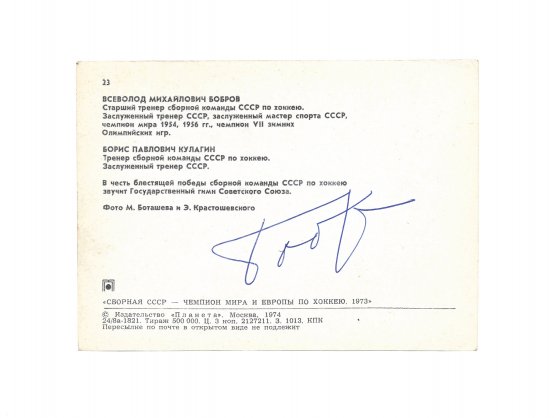 23
ВСЕВОЛОД МИХАЙЛОВИЧ БОБРОВ
Старший тренер сборной команды СССР по хоккею.
Заслуженный тренер СССР, заслуженный мастер спорта СССР,
чемпион мира 1954, 1956 гг., чемпион VII зимних
Олимпийских игр.
БОРИС ПАВЛОВИЧ КУЛАГИН
Тренер сборной команды СССР по хоккею.
Заслуженный тренер СССР.
В честь блестящей победы сборной команды СССР по хоккею
звучит Государственный гимн Советского Союза.
Фото М. Боташева и Э. Крастошевского
«СБОРНАЯ СССР — ЧЕМПИОН МИРА И ЕВРОПЫ ПО ХОККЕЮ. 1973»
© Издательство «Планета». Москва, 1974
24/8а-1821. Тираж 500 000. Ц. 3 коп. 2127211. З. 1013. КПК
Пересылке по почте в открытом виде не подлежит